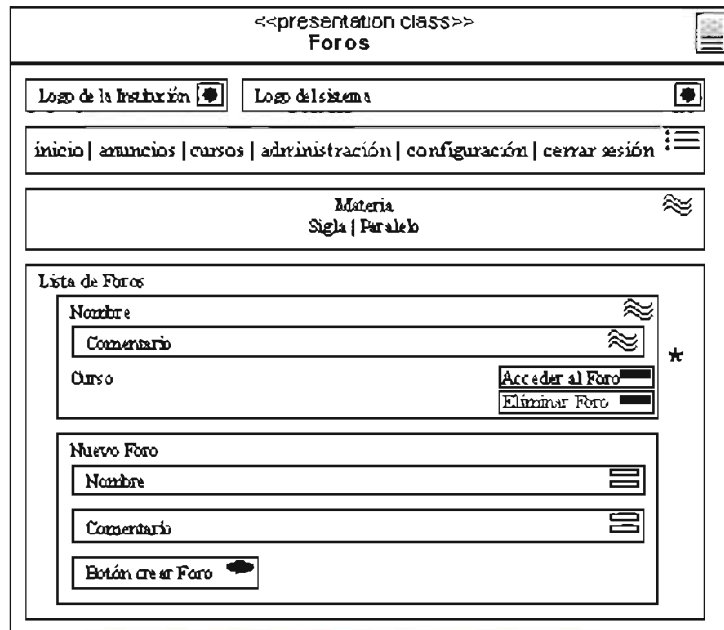 <<presentation class>>
Foros
Logo de la Institución
Logo del sistema
inicio | anuncios | cursos | administración | configuración | cerrar sesión
Materia
Sigla | Paralelo
Lista de Foros
Nombre
Comentario
Curso
Acceder al Foro
Eliminar Foro
Nuevo Foro
Nombre
Comentario
Botón crear Foro